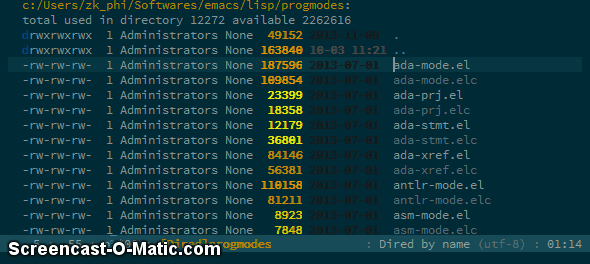 c:/Users/zk_phi/Softwares/emacs/lisp/progmodes:
total used in directory 12272 available 2262616
drwxrwxrwx 1 Administrators None 49152 2013-11-09 .
drwxrwxrwx 1 Administrators None 163840 10-03 11:21 ..
-rw-rw-rw- 1 Administrators None 187596 2013-07-01 ada-mode.el
-rw-rw-rw- 1 Administrators None 109854 2013-07-01 ada-mode.elc
-rw-rw-rw- 1 Administrators None 23399 2013-07-01 ada-prj.el
-rw-rw-rw- 1 Administrators None 18358 2013-07-01 ada-prj.elc
-rw-rw-rw- 1 Administrators None 12179 2013-07-01 ada-stmt.el
-rw-rw-rw- 1 Administrators None 36801 2013-07-01 ada-stmt.elc
-rw-rw-rw- 1 Administrators None 84146 2013-07-01 ada-xref.el
-rw-rw-rw- 1 Administrators None 56381 2013-07-01 ada-xref.elc
-rw-rw-rw- 1 Administrators None 110158 2013-07-01 antlr-mode.el
-rw-rw-rw- 1 Administrators None 81211 2013-07-01 antlr-mode.elc
-rw-rw-rw- 1 Administrators None 8923 2013-07-01 asm-mode.el
-rw-rw-rw- 1 Administrators None 7848 2013-07-01 asm-mode.elc
[Dired]progmodes : Dired by name (utf-8) : 01:14
Screencast-O-Matic.com